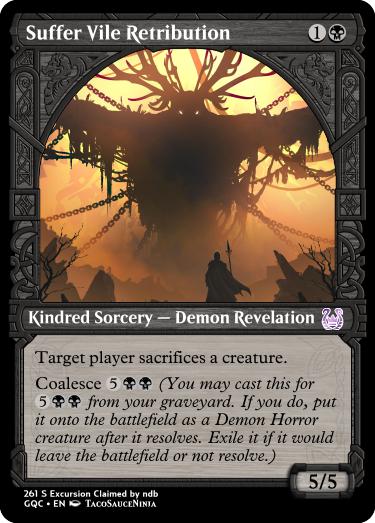 Suffer Vile Retribution 1
Kindred Sorcery — Demon Revelation
Target player sacrifices a creature.
Coalesce 5 (You may cast this for
5 from your graveyard. If you do, put
it onto the battlefield as a Demon Horror
creature after it resolves. Exile it if it would
leave the battlefield or not resolve.)
5/5
261 S Excursion Claimed by ndb
GQC • EN TacoSauceNinja